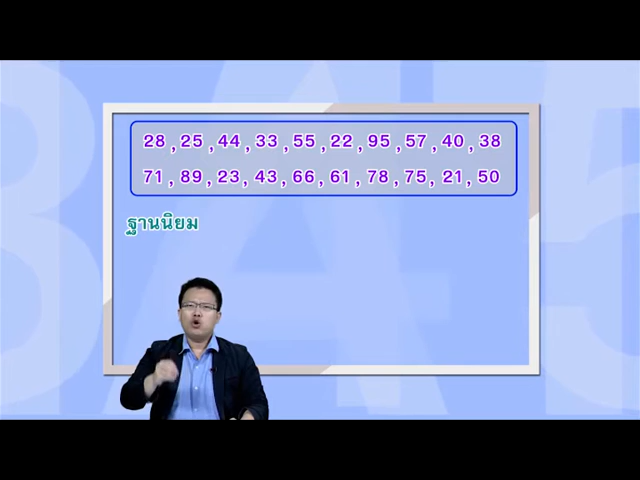 28 , 25 , 44 , 33 , 55 , 22 , 95 , 57 , 40 , 38
71 , 89 , 23 , 43 , 66 , 61 , 78 , 75 , 21 , 50
ฐานนิยม